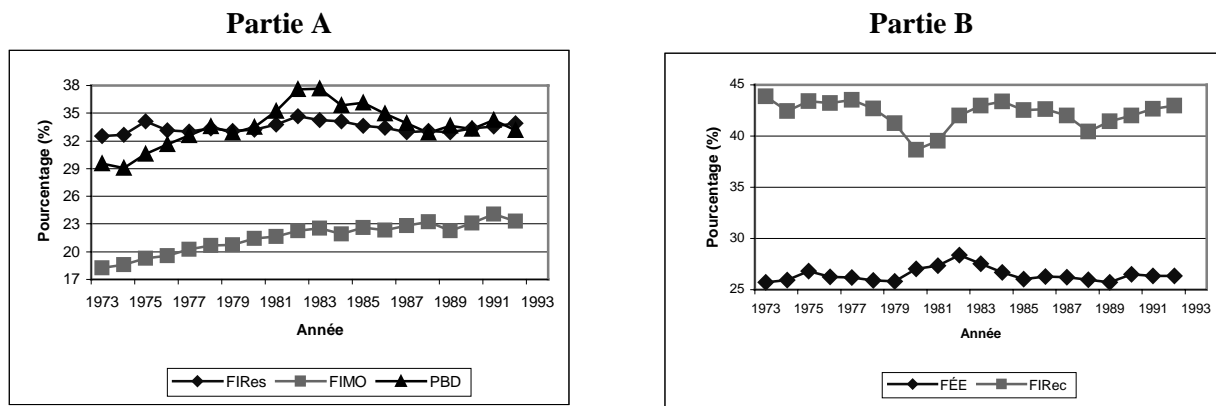 Partie A
Pourcentage (%)
38
35
32
29
26
23
20
17
1973 1975 1977 1979 1981 1983 1985 1987 1989 1991 1993
Année
FIRes FIMO PBD
Partie B
Pourcentage (%)
45
40
35
30
25
1973 1975 1977 1979 1981 1983 1985 1987 1989 1991 1993
Année
FÉE FIRec